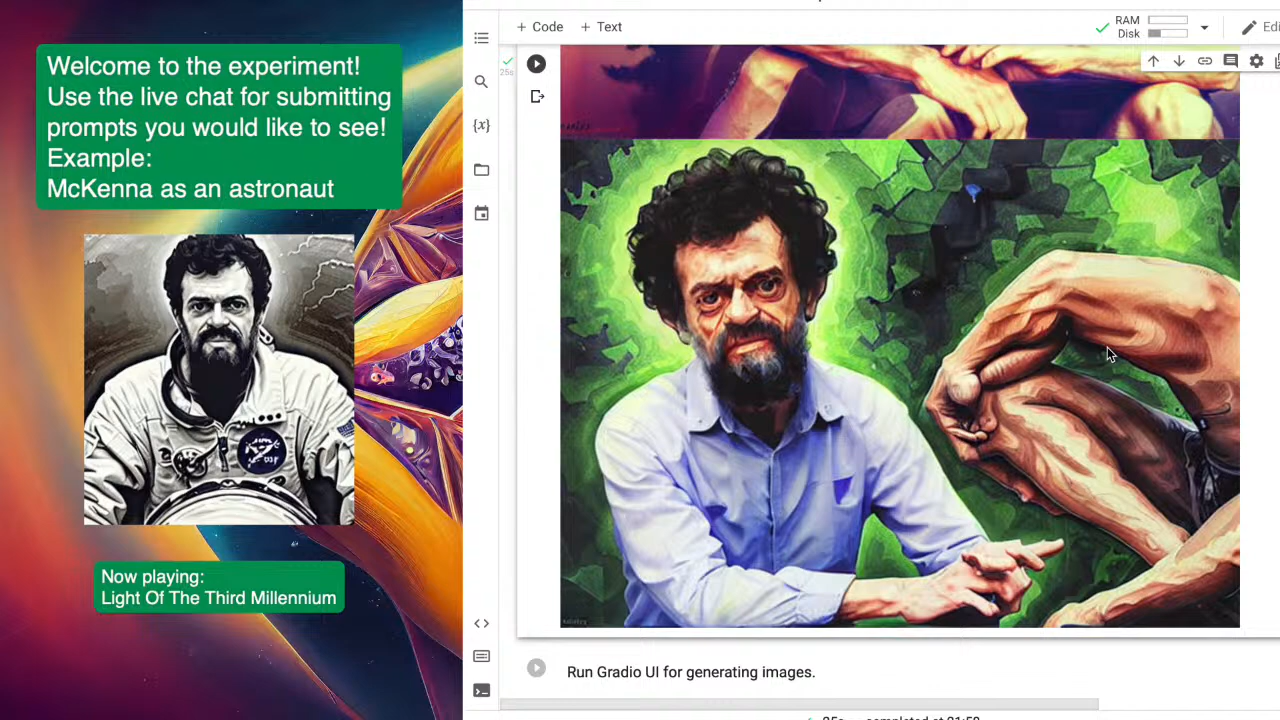 Welcome to the experiment!
Use the live chat for submitting
prompts you would like to see!
Example:
McKenna as an astronaut
Now playing:
Light Of The Third Millennium
+ Code + Text
RAM
Disk
25s
{x}
Run Gradio UI for generating images.